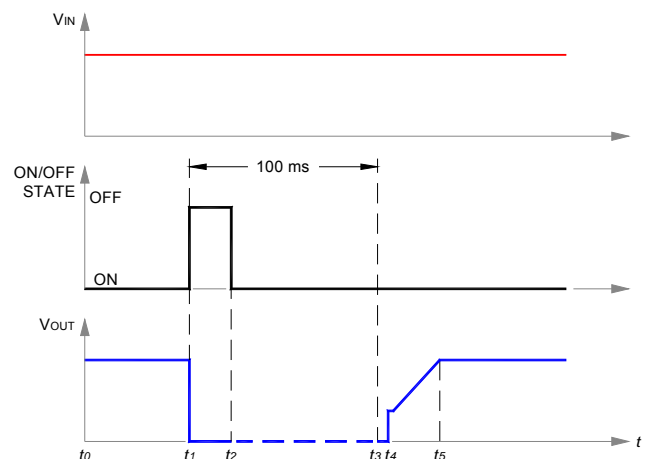 VIN
100 ms
ON/OFF
STATE
OFF
ON
VOUT
t
t0 t1 t2 t3 t4 t5